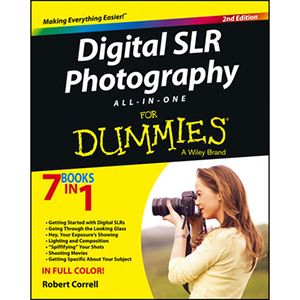 Making Everything Easier!™
2nd Edition
Digital SLR
Photography
ALL-IN-ONE
FOR
DUMMIES®
A Wiley Brand
7 BOOKS
IN 1
• Getting Started with Digital SLRs
• Going Through the Looking Glass
• Hey, Your Exposure's Showing
• Lighting and Composition
• "Spiffifying" Your Shots
• Shooting Movies
• Getting Specific About Your Subject
IN FULL COLOR!
Robert Correll